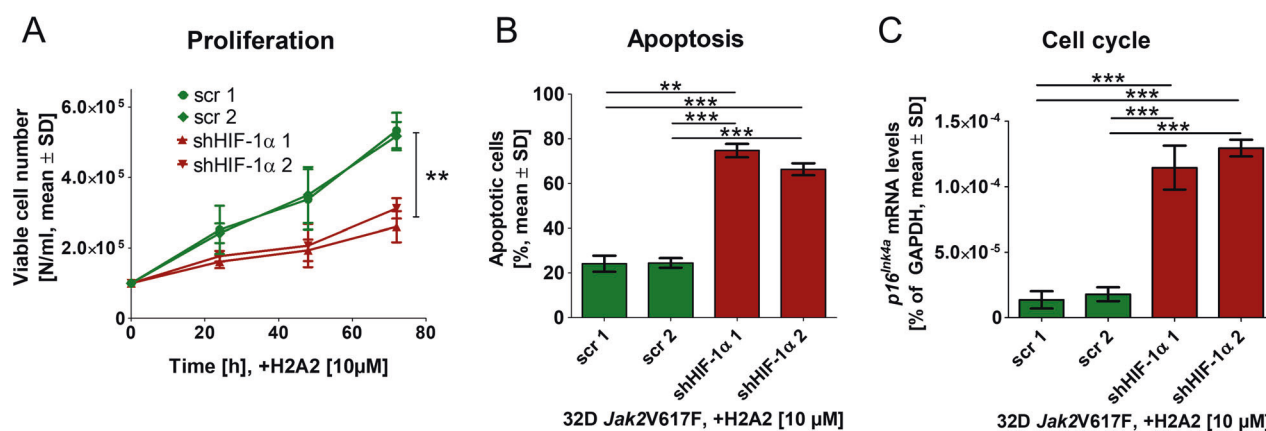 A
Proliferation
scr 1
scr 2
shHIF-1α 1
shHIF-1α 2
Viable cell number
[N/ml, mean ± SD]
6.0×10⁵
4.0×10⁵
2.0×10⁵
0
0
20
40
60
80
**
Time [h], +H2A2 [10µM]
B
Apoptosis
Apoptotic cells
[%, mean ± SD]
100
80
60
40
20
0
**
***
***
***
scr 1
scr 2
shHIF-1α 1
shHIF-1α 2
32D Jak2V617F, +H2A2 [10 µM]
C
Cell cycle
p16ᴵⁿᵏ⁴ᵃ mRNA levels
[% of GAPDH, mean ± SD]
1.5×10⁻⁴
1.0×10⁻⁴
5.0×10⁻⁵
0
***
***
***
***
scr 1
scr 2
shHIF-1α 1
shHIF-1α 2
32D Jak2V617F, +H2A2 [10 µM]